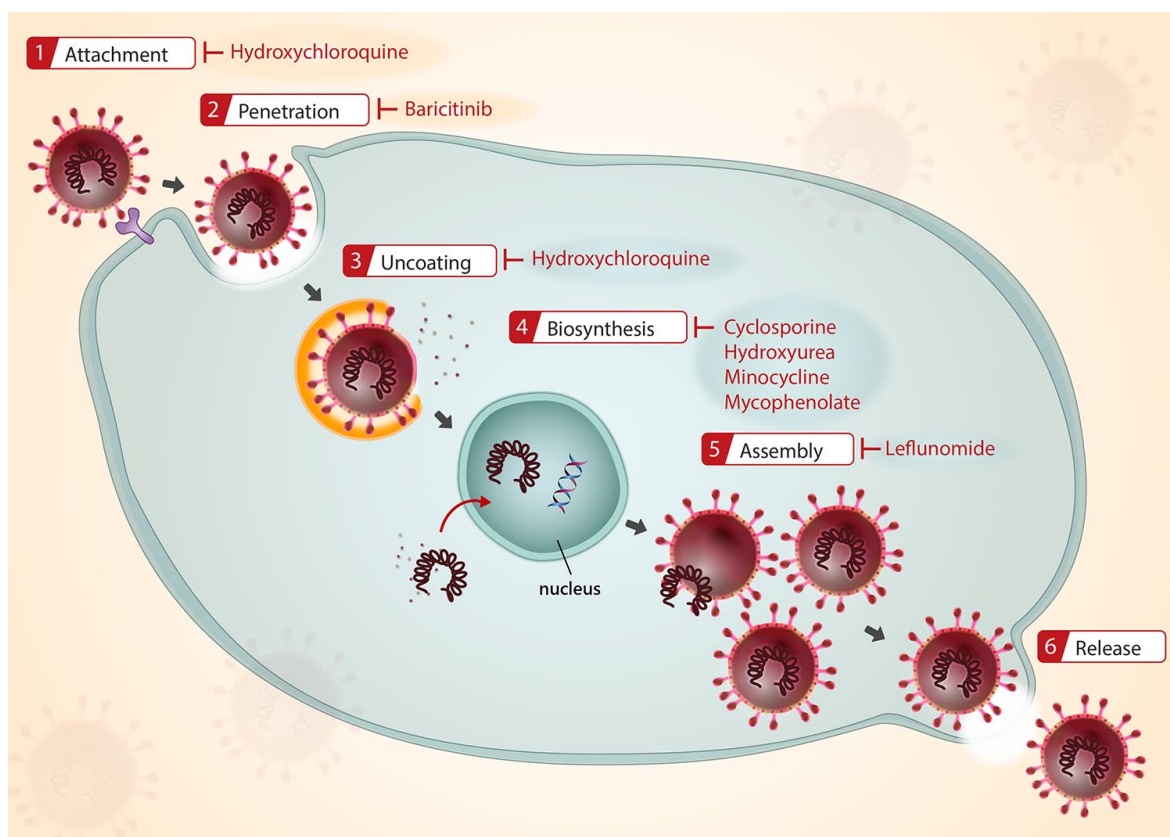 1 Attachment Hydroxychloroquine
2 Penetration Baricitinib
3 Uncoating Hydroxychloroquine
4 Biosynthesis Cyclosporine
Hydroxyurea
Minocycline
Mycophenolate
5 Assembly Leflunomide
nucleus
6 Release